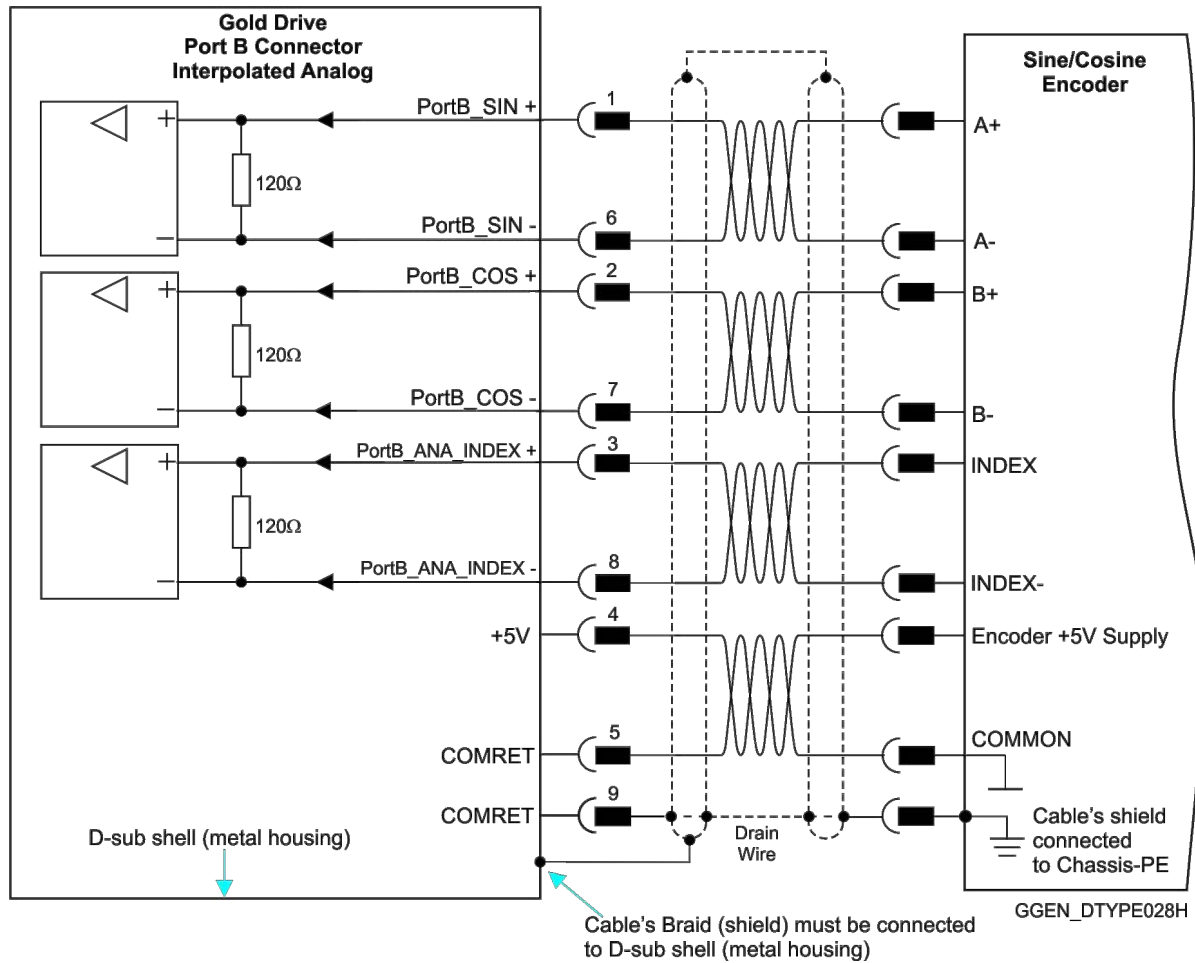 Gold Drive
Port B Connector
Interpolated Analog
Sine/Cosine
Encoder
+
PortB_SIN +
1
A+
120Ω
−
PortB_SIN -
6
A-
+
PortB_COS +
2
B+
120Ω
−
PortB_COS -
7
B-
+
PortB_ANA_INDEX +
3
INDEX
120Ω
−
PortB_ANA_INDEX -
8
INDEX-
+5V
4
Encoder +5V Supply
COMRET
5
COMMON
COMRET
9
Drain
Wire
Cable's shield
connected
to Chassis-PE
D-sub shell (metal housing)
GGEN_DTYPE028H
Cable's Braid (shield) must be connected
to D-sub shell (metal housing)